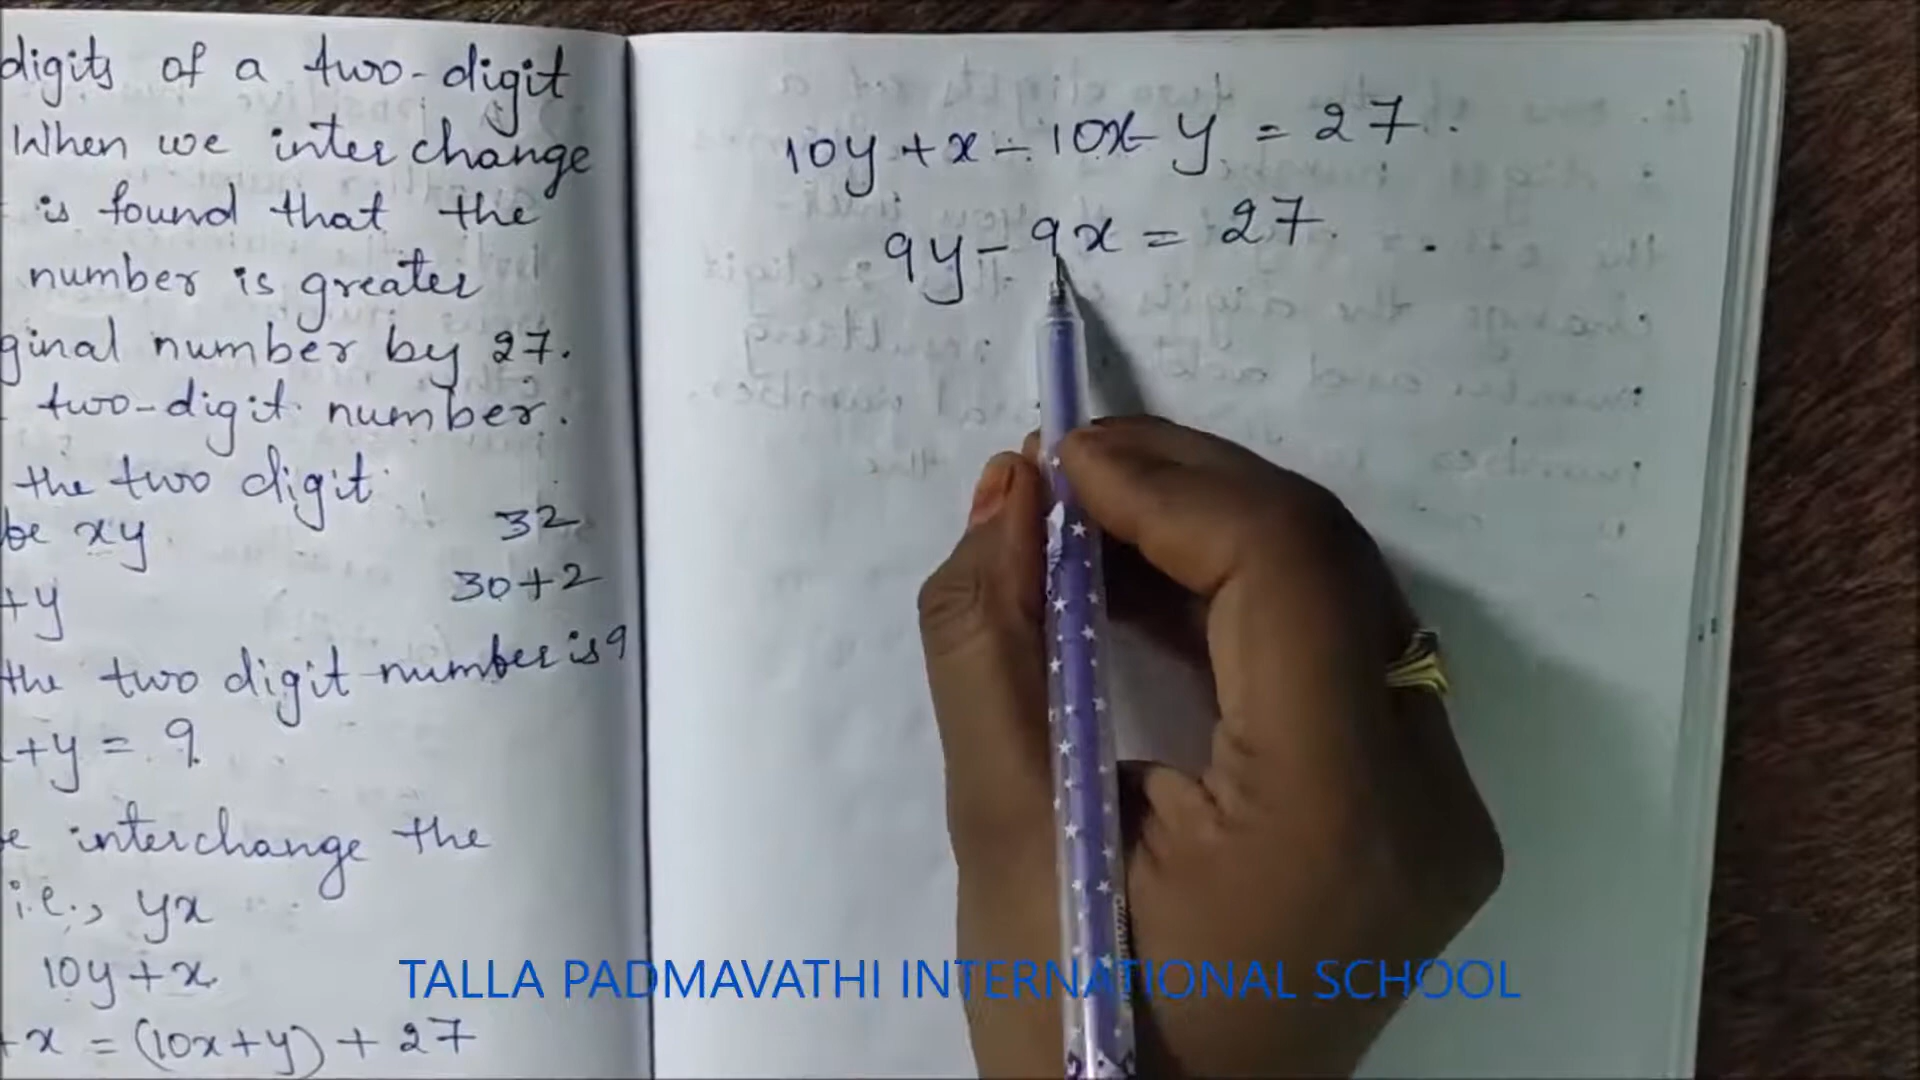 digits of a two-digit
When we interchange
is found that the
number is greater
ginal number by 27.
two-digit number.
the two digit
be xy
32
+y
30+2
the two digit number is 9
+y = 9
e interchange the
i.e., yx
10y+x
+x = (10x+y) + 27
10y+x-10x-y = 27.
9y-9x = 27.
TALLA PADMAVATHI INTERNATIONAL SCHOOL